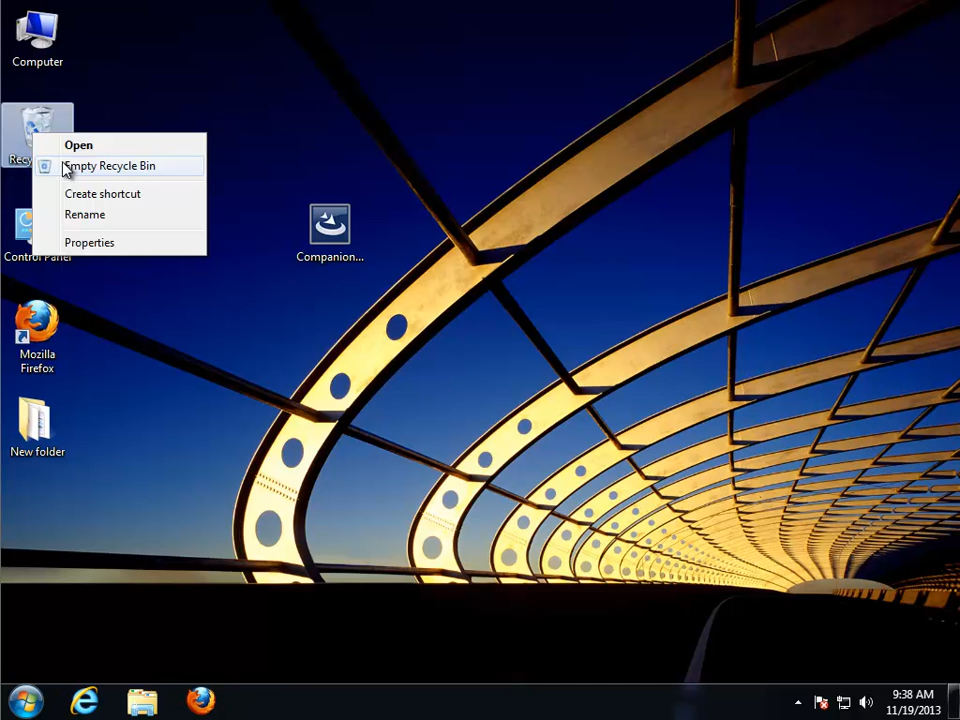 Computer
Recy
Open
Empty Recycle Bin
Create shortcut
Rename
Properties
Control Panel
Companion...
Mozilla
Firefox
New folder
9:38 AM
11/19/2013